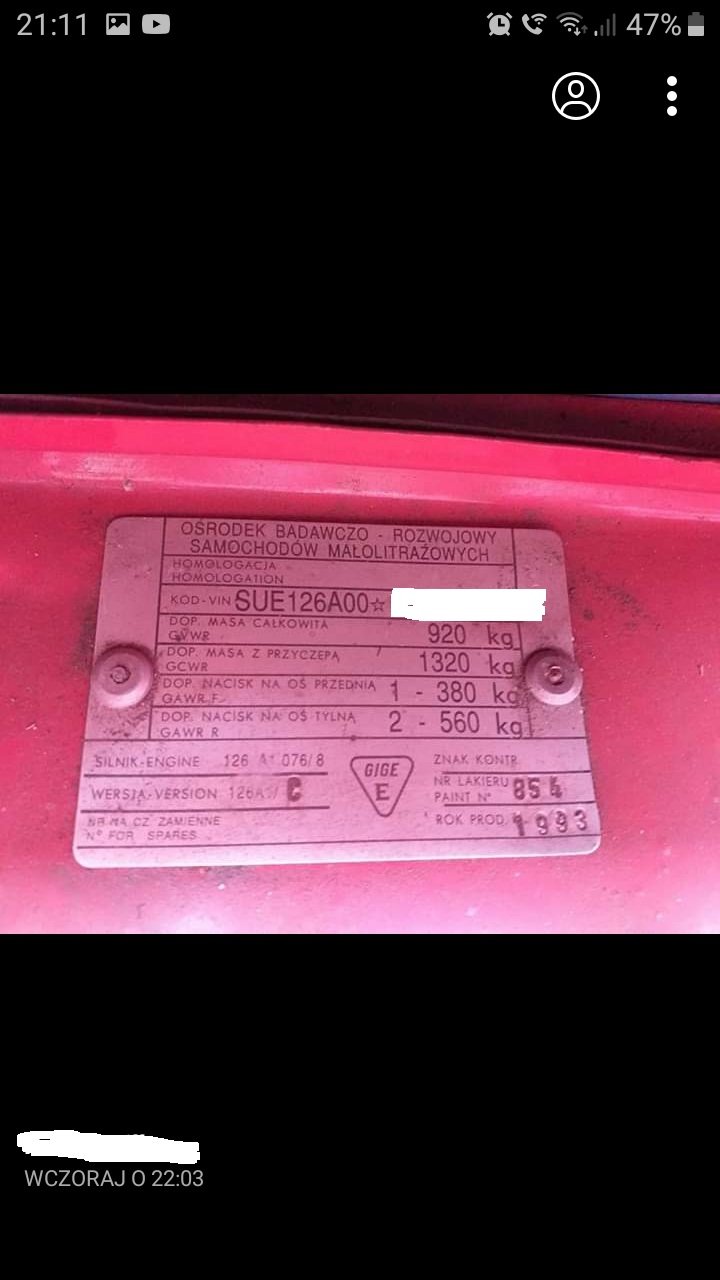 21:11 47%
OŚRODEK BADAWCZO - ROZWOJOWY
SAMOCHODÓW MAŁOLITRAŻOWYCH
HOMOLOGACJA
HOMOLOGATION
KOD-VIN SUE126A00☆
DOP. MASA CAŁKOWITA
GVWR 920 kg
DOP. MASA Z PRZYCZEPĄ
GCWR 1320 kg
DOP. NACISK NA OŚ PRZEDNIĄ
GAWR F 1 - 380 kg
DOP. NACISK NA OŚ TYLNĄ
GAWR R 2 - 560 kg
SILNIK-ENGINE 126 A1 076/8
WERSJA-VERSION C
NR NA CZ ZAMIENNE
Nº FOR SPARES
GIGE
E
ZNAK KONTR.
NR LAKIERU
PAINT Nº 854
ROK PROD. 1993
WCZORAJ O 22:03